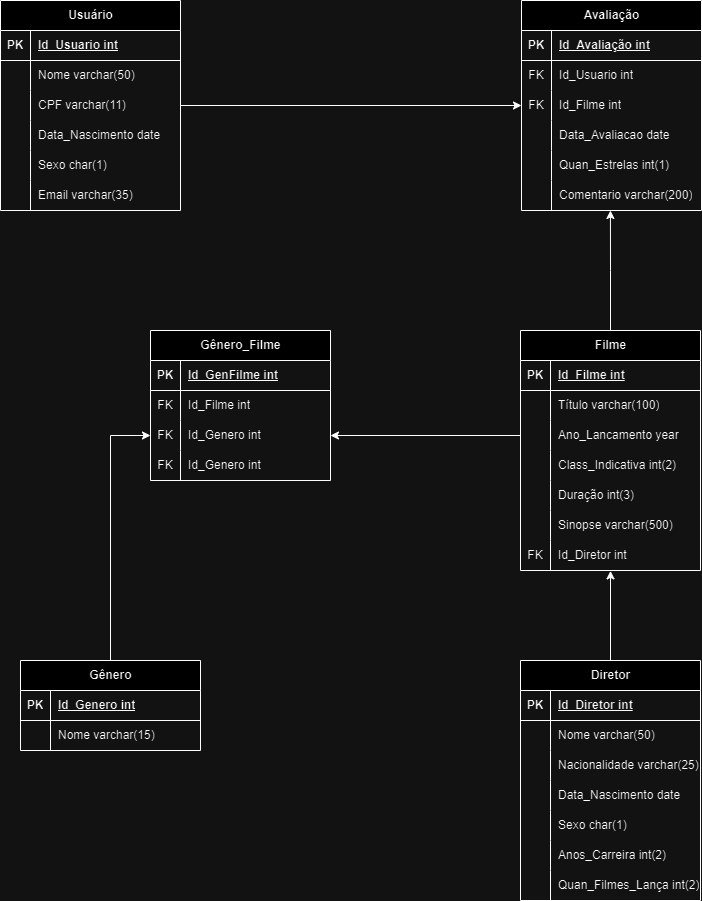 Usuário
PK Id_Usuario int
Nome varchar(50)
CPF varchar(11)
Data_Nascimento date
Sexo char(1)
Email varchar(35)
Avaliação
PK Id_Avaliação int
FK Id_Usuario int
FK Id_Filme int
Data_Avaliacao date
Quan_Estrelas int(1)
Comentario varchar(200)
Gênero_Filme
PK Id_GenFilme int
FK Id_Filme int
FK Id_Genero int
FK Id_Genero int
Filme
PK Id_Filme int
Título varchar(100)
Ano_Lancamento year
Class_Indicativa int(2)
Duração int(3)
Sinopse varchar(500)
FK Id_Diretor int
Gênero
PK Id_Genero int
Nome varchar(15)
Diretor
PK Id_Diretor int
Nome varchar(50)
Nacionalidade varchar(25)
Data_Nascimento date
Sexo char(1)
Anos_Carreira int(2)
Quan_Filmes_Lança int(2)